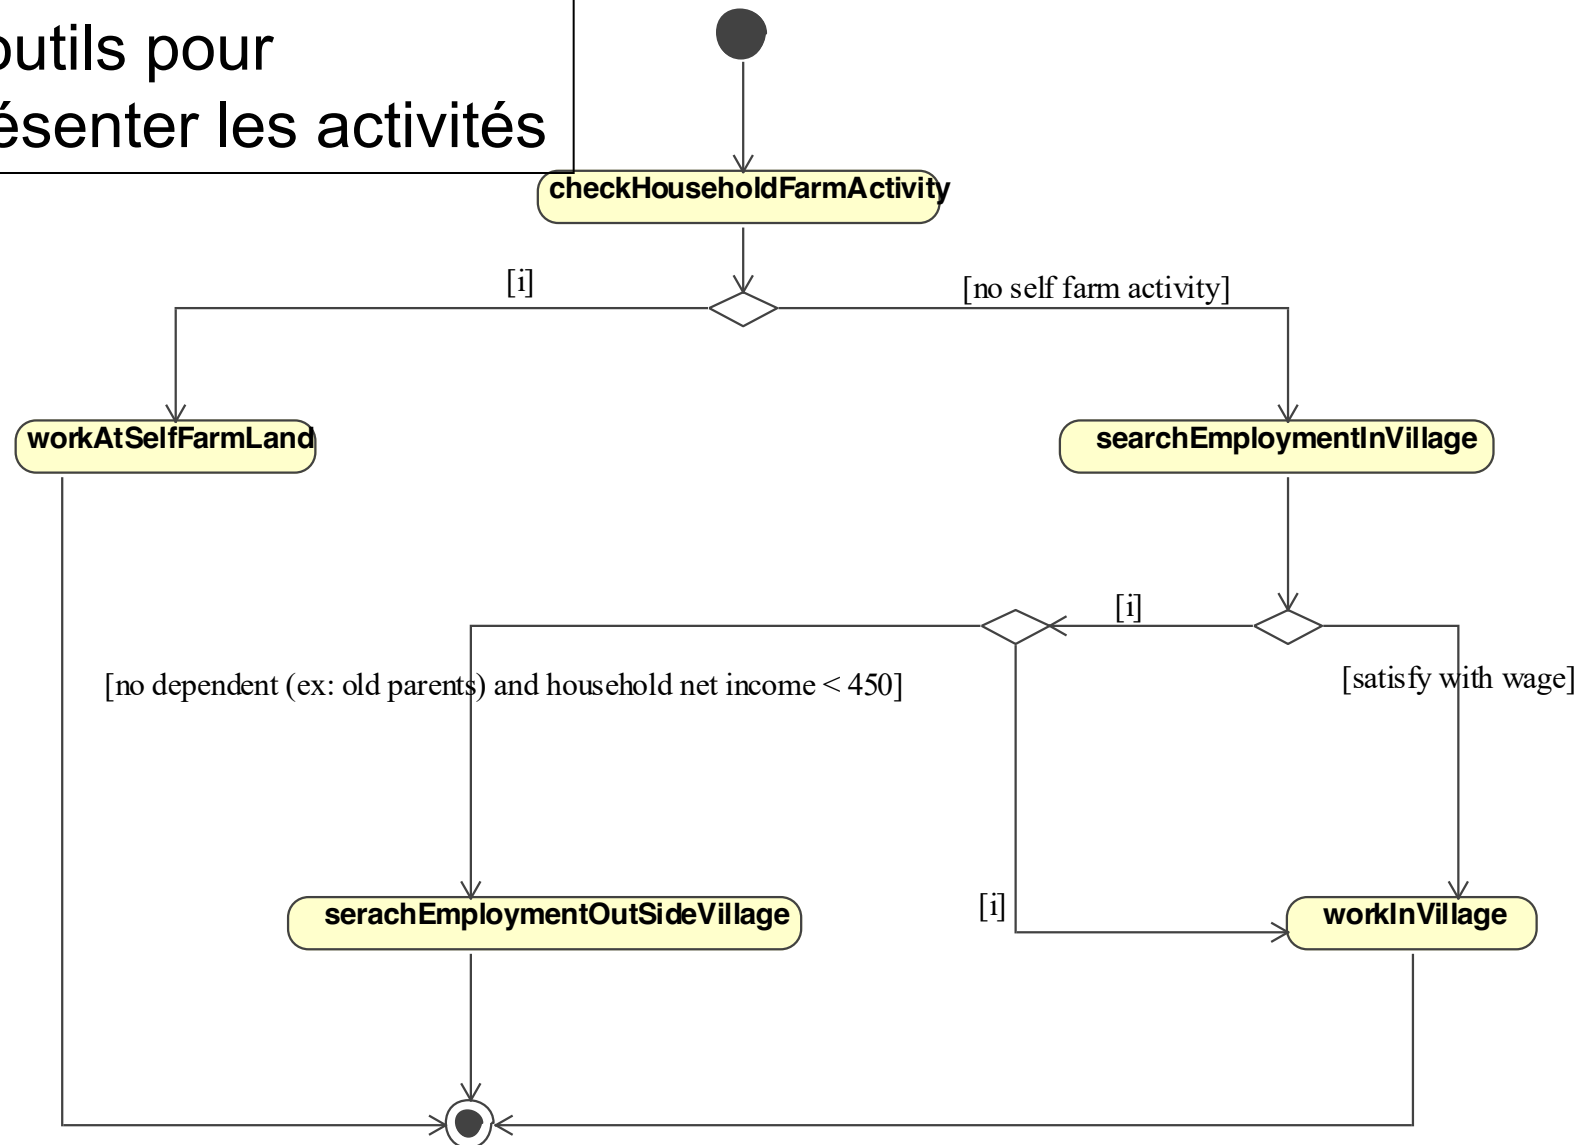 outils pour
ésenter les activités
checkHouseholdFarmActivity
[i]
[no self farm activity]
workAtSelfFarmLand
searchEmploymentInVillage
[i]
[no dependent (ex: old parents) and household net income < 450]
[satisfy with wage]
[i]
serachEmploymentOutSideVillage
workInVillage